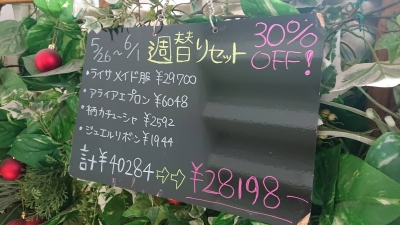 5/26～6/1 週替りセット 30% OFF!
・ライサメイド服 ¥29,700
・アライアエプロン ¥6048
・柄カチューシャ ¥2592
・ジュエルリボン ¥1944
計¥40284⇨⇨¥28198-